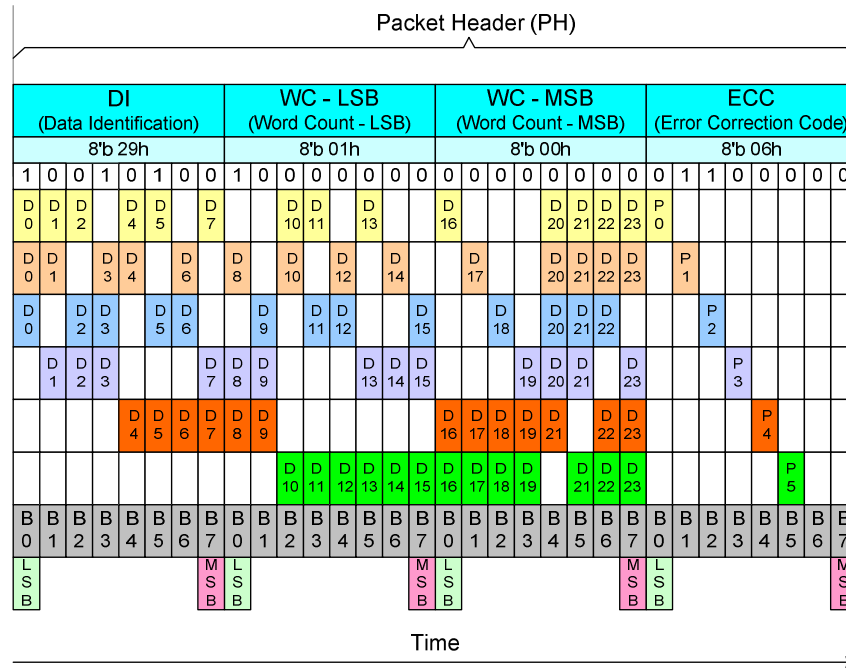 Packet Header (PH)
DI WC - LSB WC - MSB ECC
(Data Identification) (Word Count - LSB) (Word Count - MSB) (Error Correction Code)
8'b 29h 8'b 01h 8'b 00h 8'b 06h
1 0 0 1 0 1 0 0 1 0 0 0 0 0 0 0 0 0 0 0 0 0 0 0 0 1 1 0 0 0 0 0
D0 D1 D2 D4 D5 D7 D10 D11 D13 D16 D20 D21 D22 D23 P0
D0 D1 D3 D4 D6 D8 D10 D12 D14 D17 D20 D21 D22 D23 P1
D0 D2 D3 D5 D6 D9 D11 D12 D15 D18 D20 D21 D22 P2
D1 D2 D3 D7 D8 D9 D13 D14 D15 D19 D20 D21 D23 P3
D4 D5 D6 D7 D8 D9 D16 D17 D18 D19 D21 D22 D23 P4
D10 D11 D12 D13 D14 D15 D16 D17 D18 D19 D21 D22 D23 P5
B0 B1 B2 B3 B4 B5 B6 B7 B0 B1 B2 B3 B4 B5 B6 B7 B0 B1 B2 B3 B4 B5 B6 B7 B0 B1 B2 B3 B4 B5 B6 B7
LSB MSB LSB MSB LSB MSB LSB MSB
Time